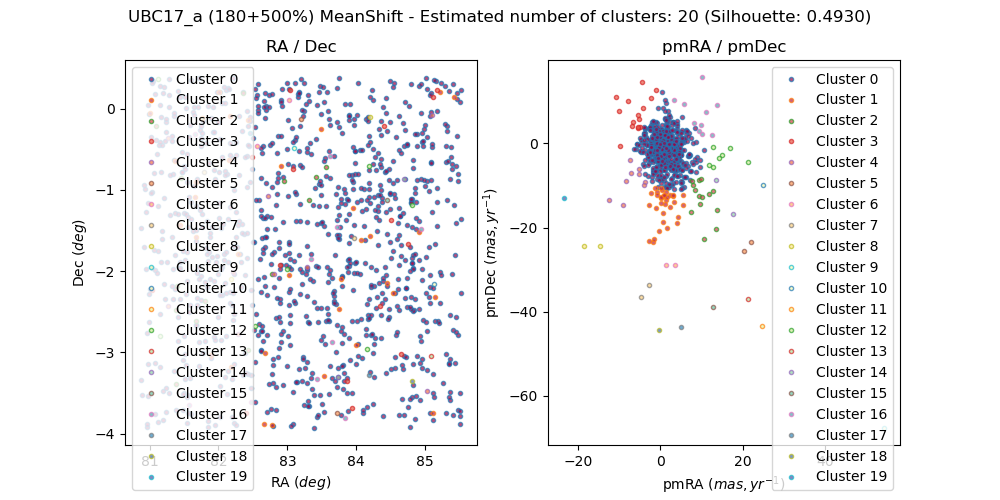 UBC17_a (180+500%) MeanShift - Estimated number of clusters: 20 (Silhouette: 0.4930)
RA / Dec
0
−1
−2
−3
−4
Dec (deg)
81
82
83
84
85
RA (deg)
Cluster 0
Cluster 1
Cluster 2
Cluster 3
Cluster 4
Cluster 5
Cluster 6
Cluster 7
Cluster 8
Cluster 9
Cluster 10
Cluster 11
Cluster 12
Cluster 13
Cluster 14
Cluster 15
Cluster 16
Cluster 17
Cluster 18
Cluster 19
pmRA / pmDec
0
−20
−40
−60
pmDec (mas, yr⁻¹)
−20
0
20
40
pmRA (mas, yr⁻¹)
Cluster 0
Cluster 1
Cluster 2
Cluster 3
Cluster 4
Cluster 5
Cluster 6
Cluster 7
Cluster 8
Cluster 9
Cluster 10
Cluster 11
Cluster 12
Cluster 13
Cluster 14
Cluster 15
Cluster 16
Cluster 17
Cluster 18
Cluster 19